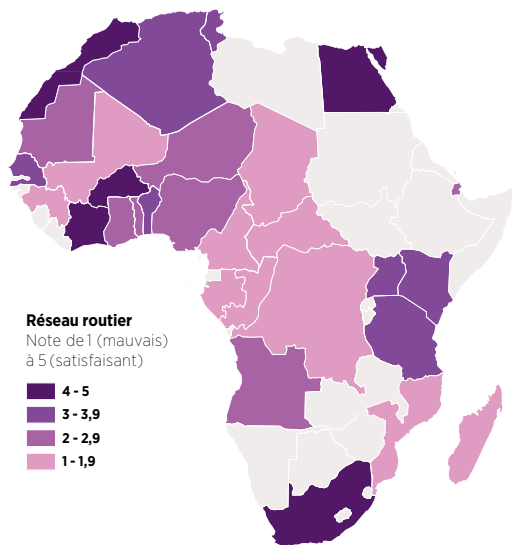 Réseau routier
Note de 1 (mauvais)
à 5 (satisfaisant)
4 - 5
3 - 3,9
2 - 2,9
1 - 1,9